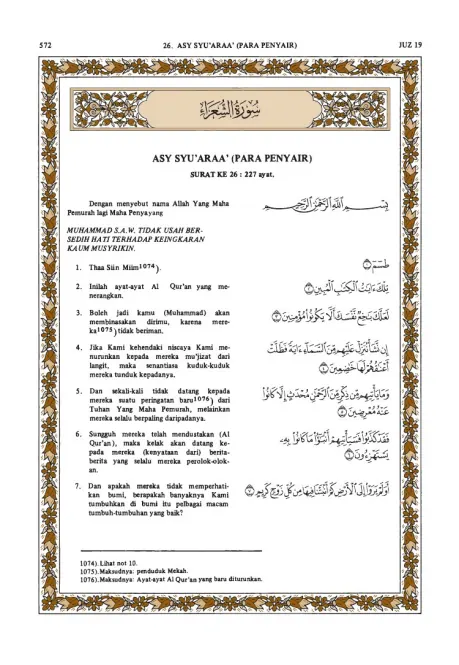 572
26. ASY SYU'ARAA' (PARA PENYAIR)
JUZ 19
سُورَةُ الشُّعَرَاءِ
ASY SYU'ARAA' (PARA PENYAIR)
SURAT KE 26 : 227 ayat.
Dengan menyebut nama Allah Yang Maha
Pemurah lagi Maha Penyayang
بِسْمِ اللَّهِ الرَّحْمَٰنِ الرَّحِيمِ
MUHAMMAD S.A.W. TIDAK USAH BER-
SEDIH HATI TERHADAP KEINGKARAN
KAUM MUSYRIKIN.
1. Thaa Siin Miim1074).
طسم
2. Inilah ayat-ayat Al Qur'an yang me-
nerangkan.
تِلْكَ آيَاتُ الْكِتَابِ الْمُبِينِ
3. Boleh jadi kamu (Muhammad) akan
membinasakan dirimu, karena mere-
ka1075) tidak beriman.
لَعَلَّكَ بَاخِعٌ نَفْسَكَ أَلَّا يَكُونُوا مُؤْمِنِينَ
4. Jika Kami kehendaki niscaya Kami me-
nurunkan kepada mereka mu'jizat dari
langit, maka senantiasa kuduk-kuduk
mereka tunduk kepadanya.
إِنْ نَشَأْ نُنَزِّلْ عَلَيْهِمْ مِنَ السَّمَاءِ آيَةً فَظَلَّتْ
أَعْنَاقُهُمْ لَهَا خَاضِعِينَ
5. Dan sekali-kali tidak datang kepada
mereka suatu peringatan baru1076) dari
Tuhan Yang Maha Pemurah, melainkan
mereka selalu berpaling daripadanya.
وَمَا يَأْتِيهِمْ مِنْ ذِكْرٍ مِنَ الرَّحْمَٰنِ مُحْدَثٍ إِلَّا كَانُوا
عَنْهُ مُعْرِضِينَ
6. Sungguh mereka telah mendustakan (Al
Qur'an), maka kelak akan datang ke-
pada mereka (kenyataan dari) berita-
berita yang selalu mereka perolok-olok-
an.
فَقَدْ كَذَّبُوا فَسَيَأْتِيهِمْ أَنْبَاءُ مَا كَانُوا بِهِ
يَسْتَهْزِئُونَ
7. Dan apakah mereka tidak memperhati-
kan bumi, berapakah banyaknya Kami
tumbuhkan di bumi itu pelbagai macam
tumbuh-tumbuhan yang baik?
أَوَلَمْ يَرَوْا إِلَى الْأَرْضِ كَمْ أَنْبَتْنَا فِيهَا مِنْ كُلِّ زَوْجٍ كَرِيمٍ
1074). Lihat not 10.
1075). Maksudnya: penduduk Mekah.
1076). Maksudnya: Ayat-ayat Al Qur'an yang baru diturunkan.